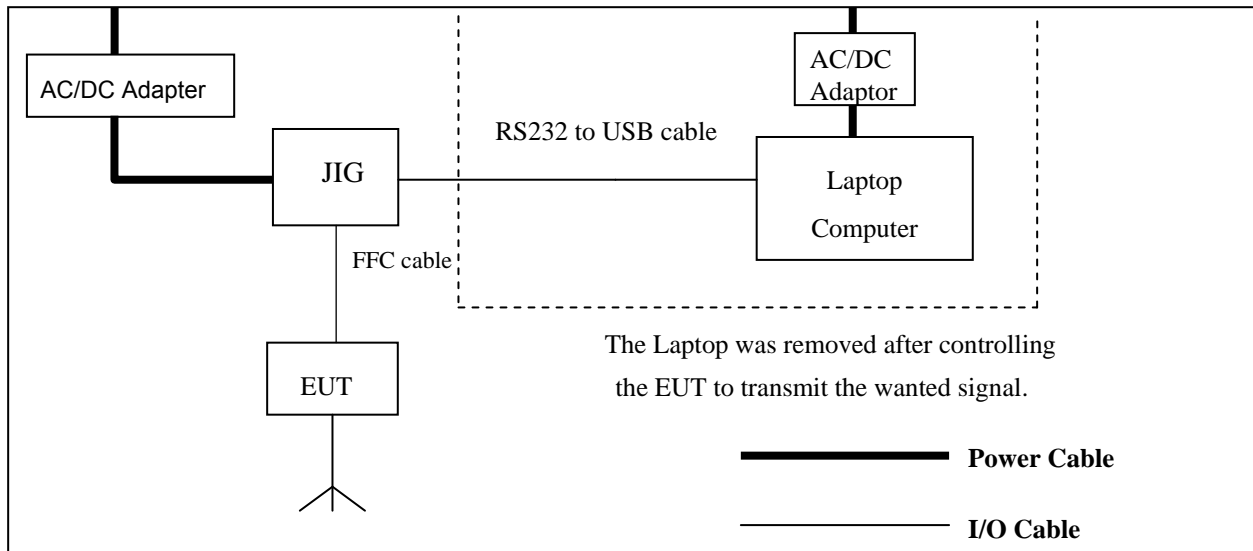 AC/DC Adapter
AC/DC
Adaptor
RS232 to USB cable
JIG
Laptop
Computer
FFC cable
EUT
The Laptop was removed after controlling
the EUT to transmit the wanted signal.
Power Cable
I/O Cable